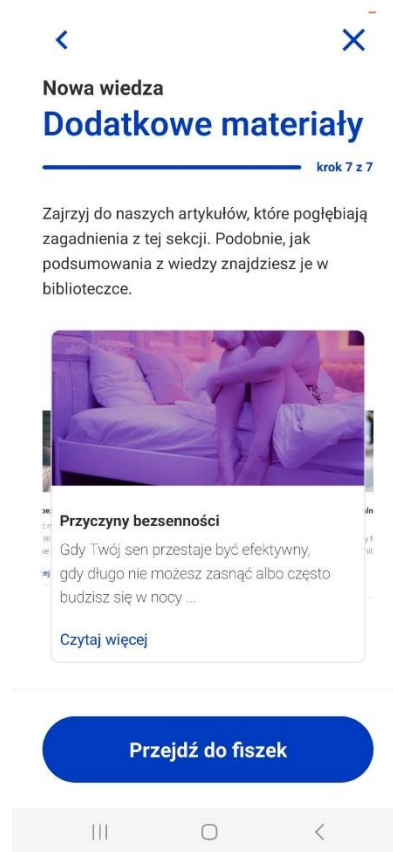 Nowa wiedza
Dodatkowe materiały
krok 7 z 7
Zajrzyj do naszych artykułów, które pogłębiają
zagadnienia z tej sekcji. Podobnie, jak
podsumowania z wiedzy znajdziesz je w
biblioteczce.
Przyczyny bezsenności
Gdy Twój sen przestaje być efektywny,
gdy długo nie możesz zasnąć albo często
budzisz się w nocy ...
Czytaj więcej
Przejdź do fiszek